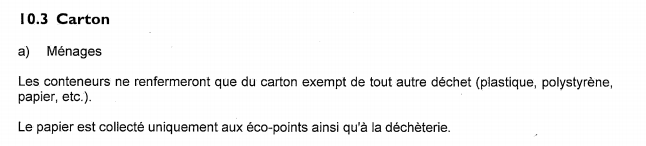 10.3 Carton
a) Ménages
Les conteneurs ne renfermeront que du carton exempt de tout autre déchet (plastique, polystyrène,
papier, etc.).
Le papier est collecté uniquement aux éco-points ainsi qu'à la déchèterie.